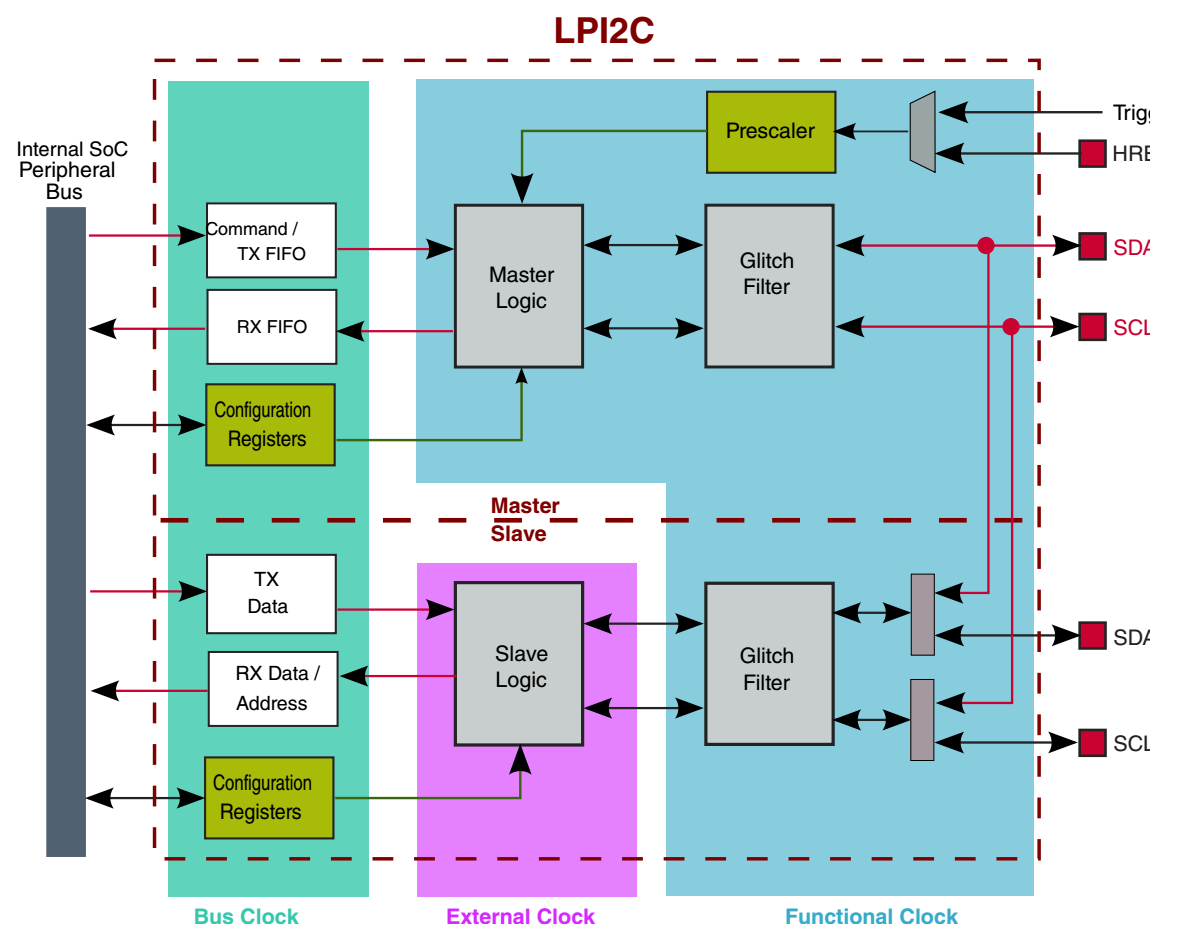 LPI2C
Internal SoC
Peripheral
Bus
Prescaler
Command /
TX FIFO
Master
Logic
Glitch
Filter
SDA
SCL
RX FIFO
Configuration
Registers
Master
Slave
TX
Data
Slave
Logic
Glitch
Filter
SDA
RX Data /
Address
SCL
Configuration
Registers
Bus Clock
External Clock
Functional Clock